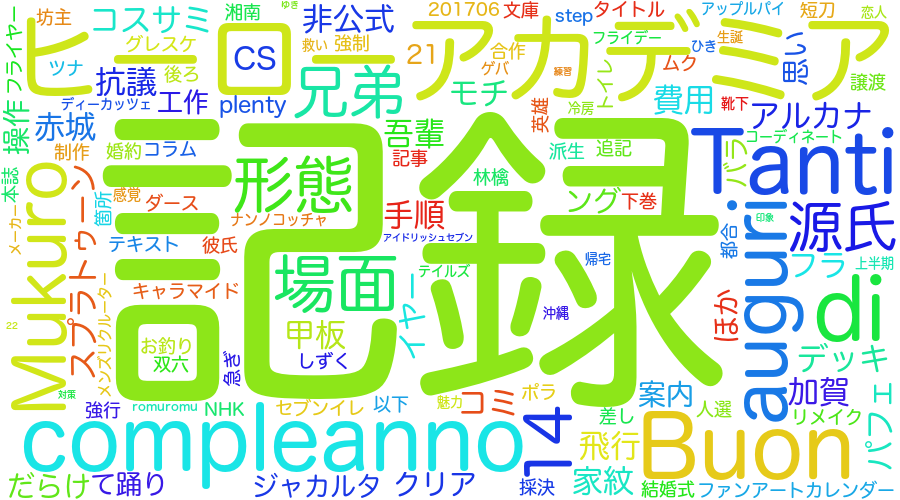 坊主
コスサミ
湘南
ゆき
非公式
201706
文庫
step
タイトル
アップルパイ
短刀
恋人
フライヤー
ヒーロー
アカデミア
グレスケ
CS
救い
強制
21
合作
フライデー
ひき
生誕
ツナ
抗議
後ろ
兄弟
ゲバ
練習
ムク
思い
譲渡
ディーカッツェ
工作
plenty
モチ
英雄
冷房
トイレ
費用
靴下
アルカナ
操作
赤城
吾輩
コーディネート
制作
婚約
コラム
記事
派生
追記
バラ
Tanti
本誌
Mukuro
スプラトゥーン
感覚
箇所
ダース
形態
記録
林檎
ング
下巻
auguri
印象
源氏
メーカー
テキスト
彼氏
ナンノコッチャ
手順
アイドリッシュセブン
都合
メンズリクルーター
キャラマイド
場面
テイルズ
帰宅
フラ
上半期
22
お釣り
双六
甲板
イヤー
沖縄
ほか
di
急ぎ
しずく
デッキ
対策
強行
romuromu
NHK
セブンイレ
以下
魅力
コミ
ポラ
14
案内
差し
人選
加賀
リメイク
パフェ
compleanno
飛行
Buon
だらけ
て踊り
ジャカルタ
クリア
採決
家紋
結婚式
ファンアートカレンダー